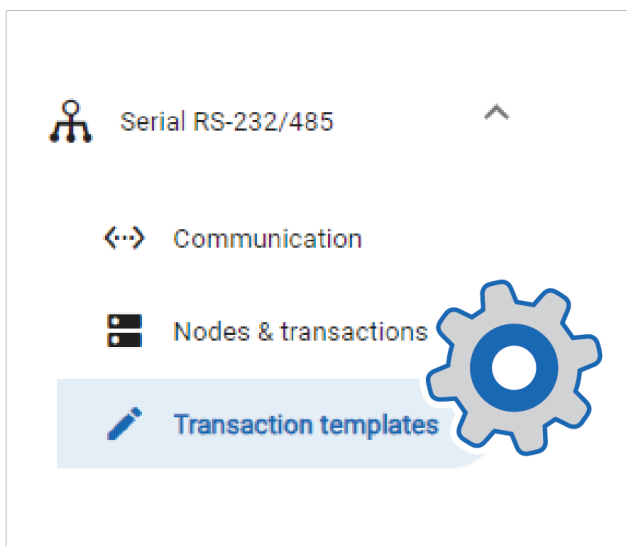 Serial RS-232/485
Communication
Nodes & transactions
Transaction templates